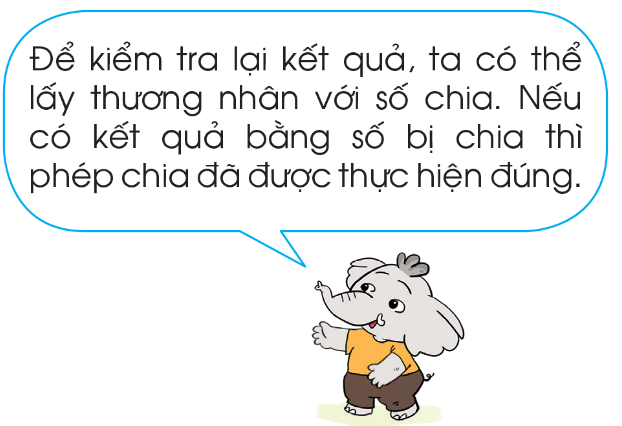 Để kiểm tra lại kết quả, ta có thể
lấy thương nhân với số chia. Nếu
có kết quả bằng số bị chia thì
phép chia đã được thực hiện đúng.